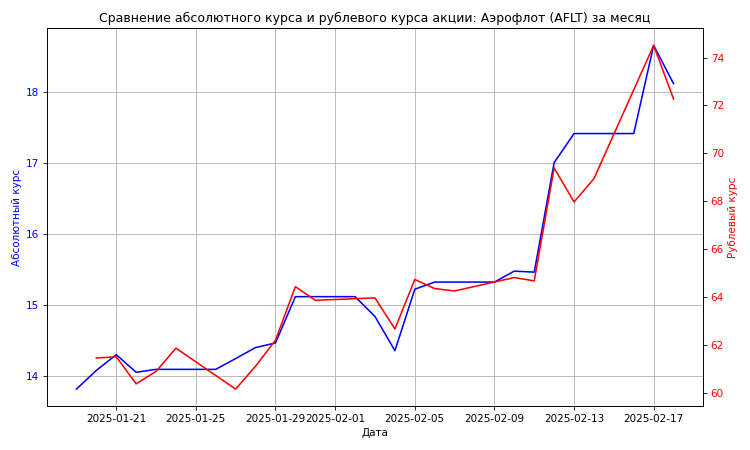 Сравнение абсолютного курса и рублевого курса акции: Аэрофлот (AFLT) за месяц
Абсолютный курс
18
17
16
15
14
74
72
70
68
66
64
62
60
Рублевый курс
2025-01-21 2025-01-25 2025-01-29 2025-02-01 2025-02-05 2025-02-09 2025-02-13 2025-02-17
Дата